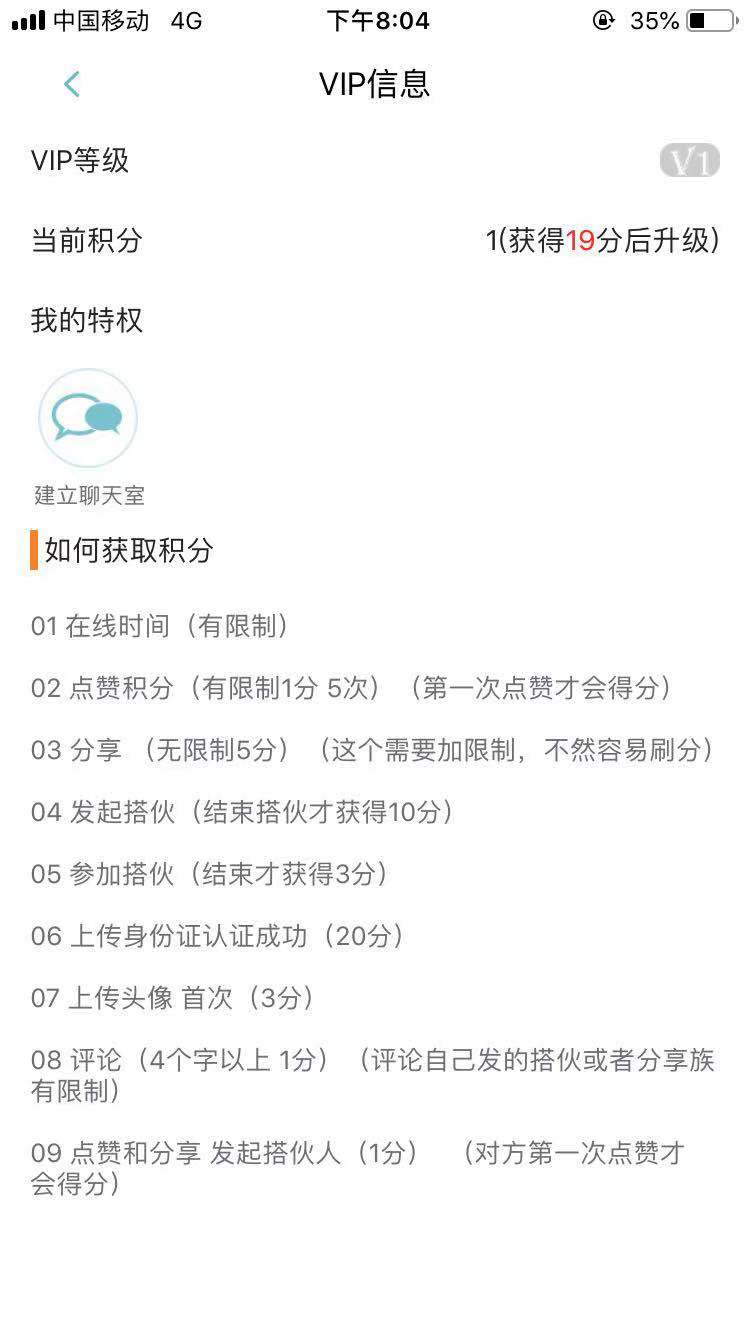 中国移动 4G 下午8:04 35%
VIP信息
VIP等级 V1
当前积分 1(获得19分后升级)
我的特权
建立聊天室
如何获取积分
01 在线时间（有限制）
02 点赞积分（有限制1分 5次）（第一次点赞才会得分）
03 分享 （无限制5分）（这个需要加限制，不然容易刷分）
04 发起搭伙（结束搭伙才获得10分）
05 参加搭伙（结束才获得3分）
06 上传身份证认证成功（20分）
07 上传头像 首次（3分）
08 评论（4个字以上 1分）（评论自己发的搭伙或者分享族
有限制）
09 点赞和分享 发起搭伙人（1分） （对方第一次点赞才
会得分）